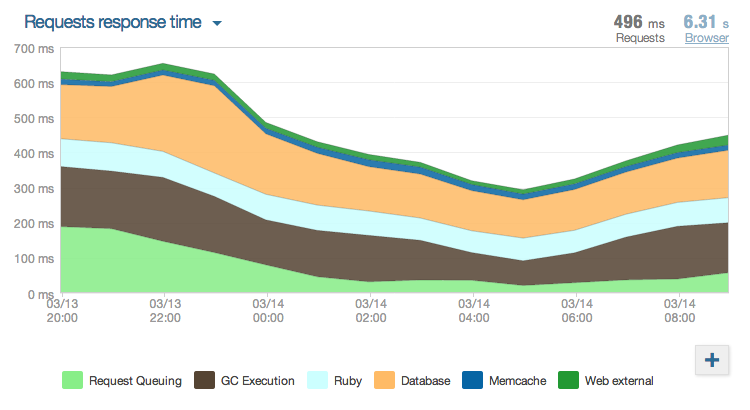 Requests response time
496 ms
Requests
6.31 s
Browser
700 ms
600 ms
500 ms
400 ms
300 ms
200 ms
100 ms
0 ms
03/13 20:00
03/13 22:00
03/14 00:00
03/14 02:00
03/14 04:00
03/14 06:00
03/14 08:00
Request Queuing
GC Execution
Ruby
Database
Memcache
Web external